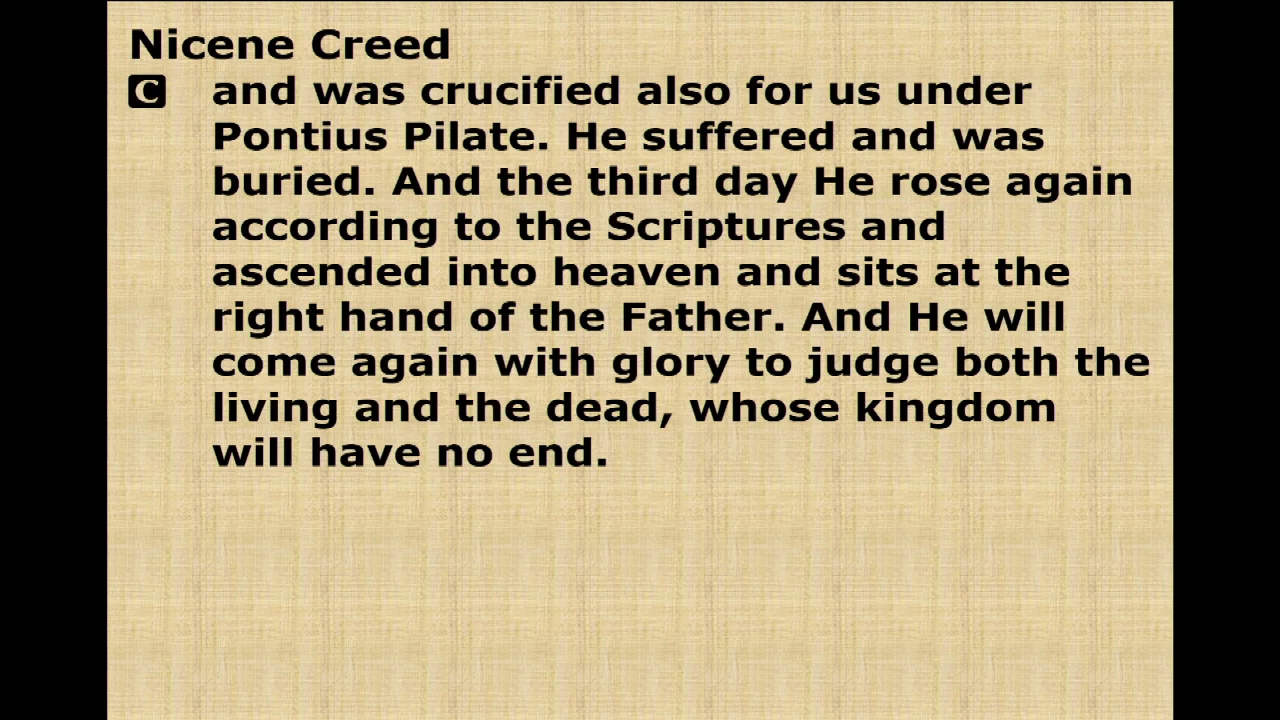 Nicene Creed
C and was crucified also for us under
Pontius Pilate. He suffered and was
buried. And the third day He rose again
according to the Scriptures and
ascended into heaven and sits at the
right hand of the Father. And He will
come again with glory to judge both the
living and the dead, whose kingdom
will have no end.